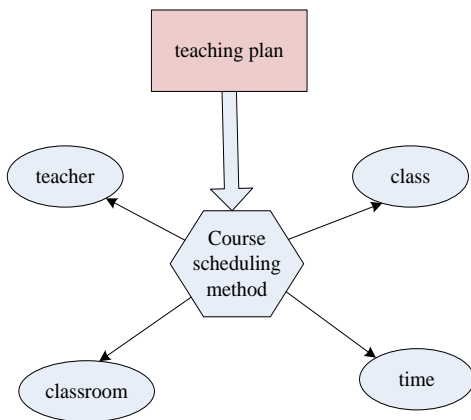 teaching plan
teacher
class
Course
scheduling
method
classroom
time